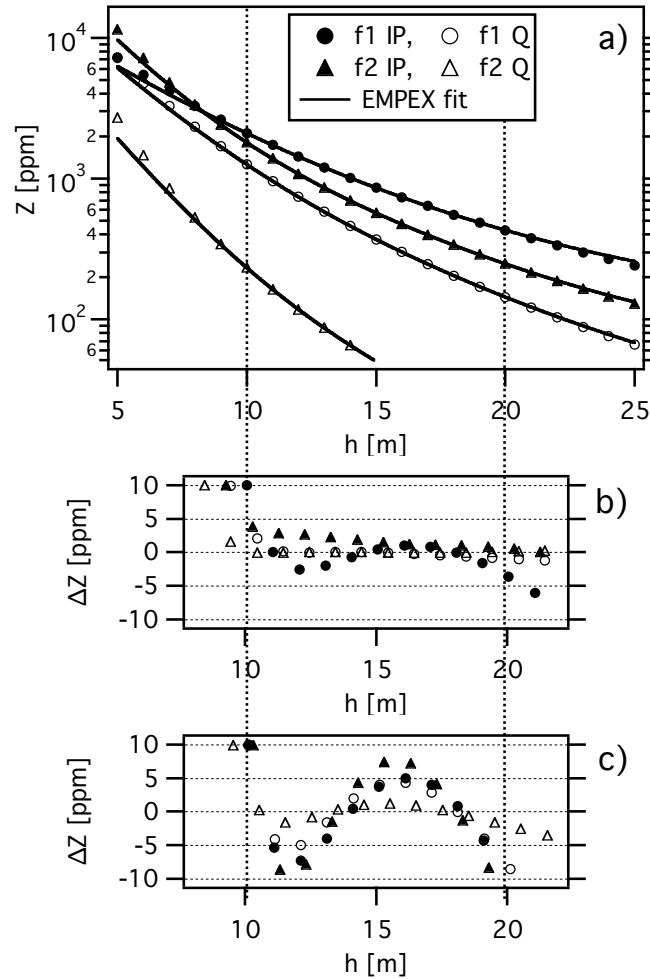 a)
f1 IP, f1 Q
f2 IP, f2 Q
EMPEX fit
Z [ppm]
10^4
6
4
2
10^3
6
4
2
10^2
6
5 10 15 20 25
h [m]
b)
ΔZ [ppm]
10
5
0
-5
-10
10 15 20
h [m]
c)
ΔZ [ppm]
10
5
0
-5
-10
10 15 20
h [m]